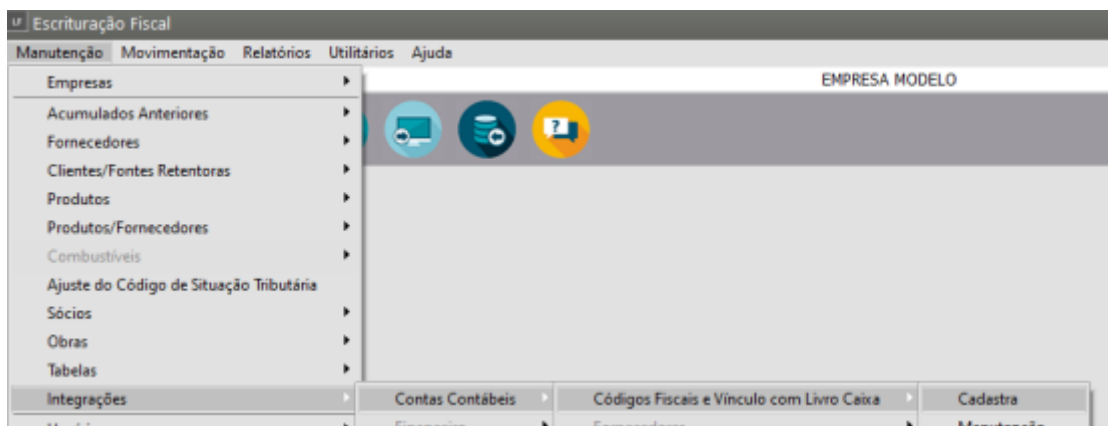 LF Escrituração Fiscal
Manutenção Movimentação Relatórios Utilitários Ajuda
Empresas
EMPRESA MODELO
Acumulados Anteriores
Fornecedores
Clientes/Fontes Retentoras
Produtos
Produtos/Fornecedores
Combustíveis
Ajuste do Código de Situação Tributária
Sócios
Obras
Tabelas
Integrações Contas Contábeis Códigos Fiscais e Vínculo com Livro Caixa Cadastra